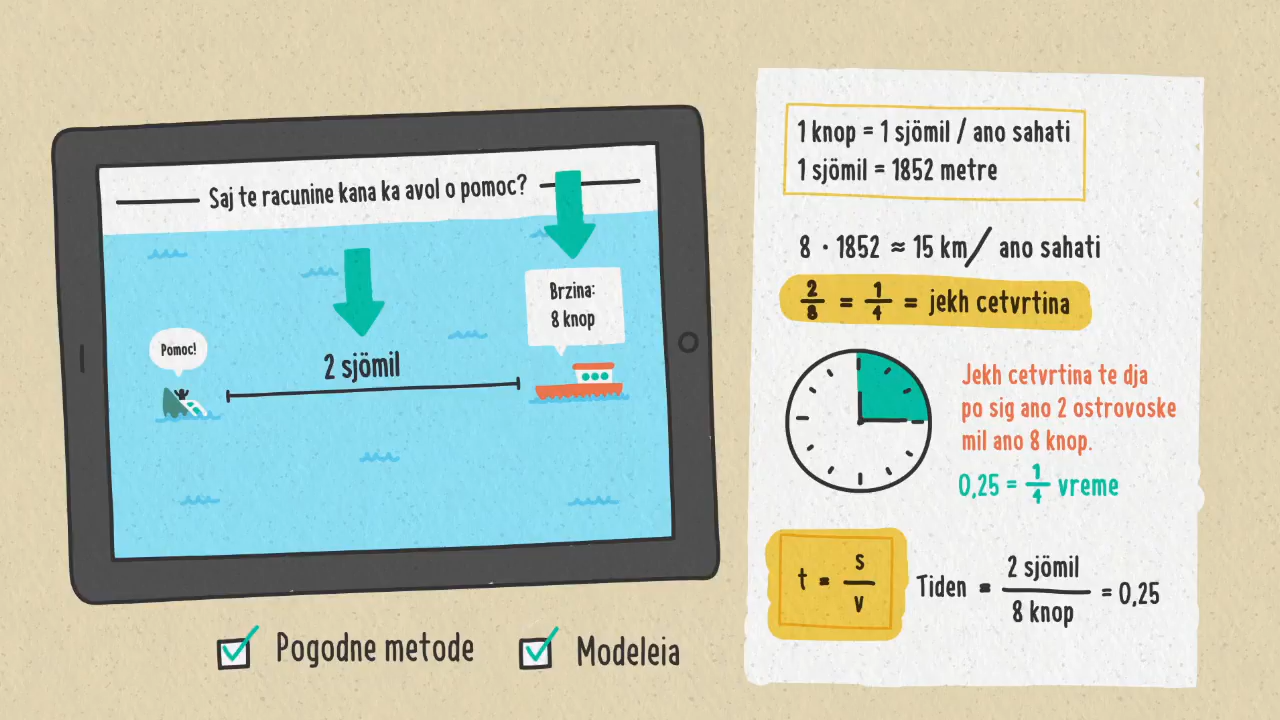 Saj te racunine kana ka avol o pomoc?
Brzina:
8 knop
Pomoc!
2 sjömil
Pogodne metode
Modeleia
1 knop = 1 sjömil / ano sahati
1 sjömil = 1852 metre
8 · 1852 ≈ 15 km/ ano sahati
2/8 = 1/4 = jekh cetvrtina
Jekh cetvrtina te dja
po sig ano 2 ostrovoske
mil ano 8 knop.
0,25 = 1/4 vreme
t = s/v
Tiden = 2 sjömil / 8 knop = 0,25